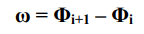 ω = Φi+1 − Φi